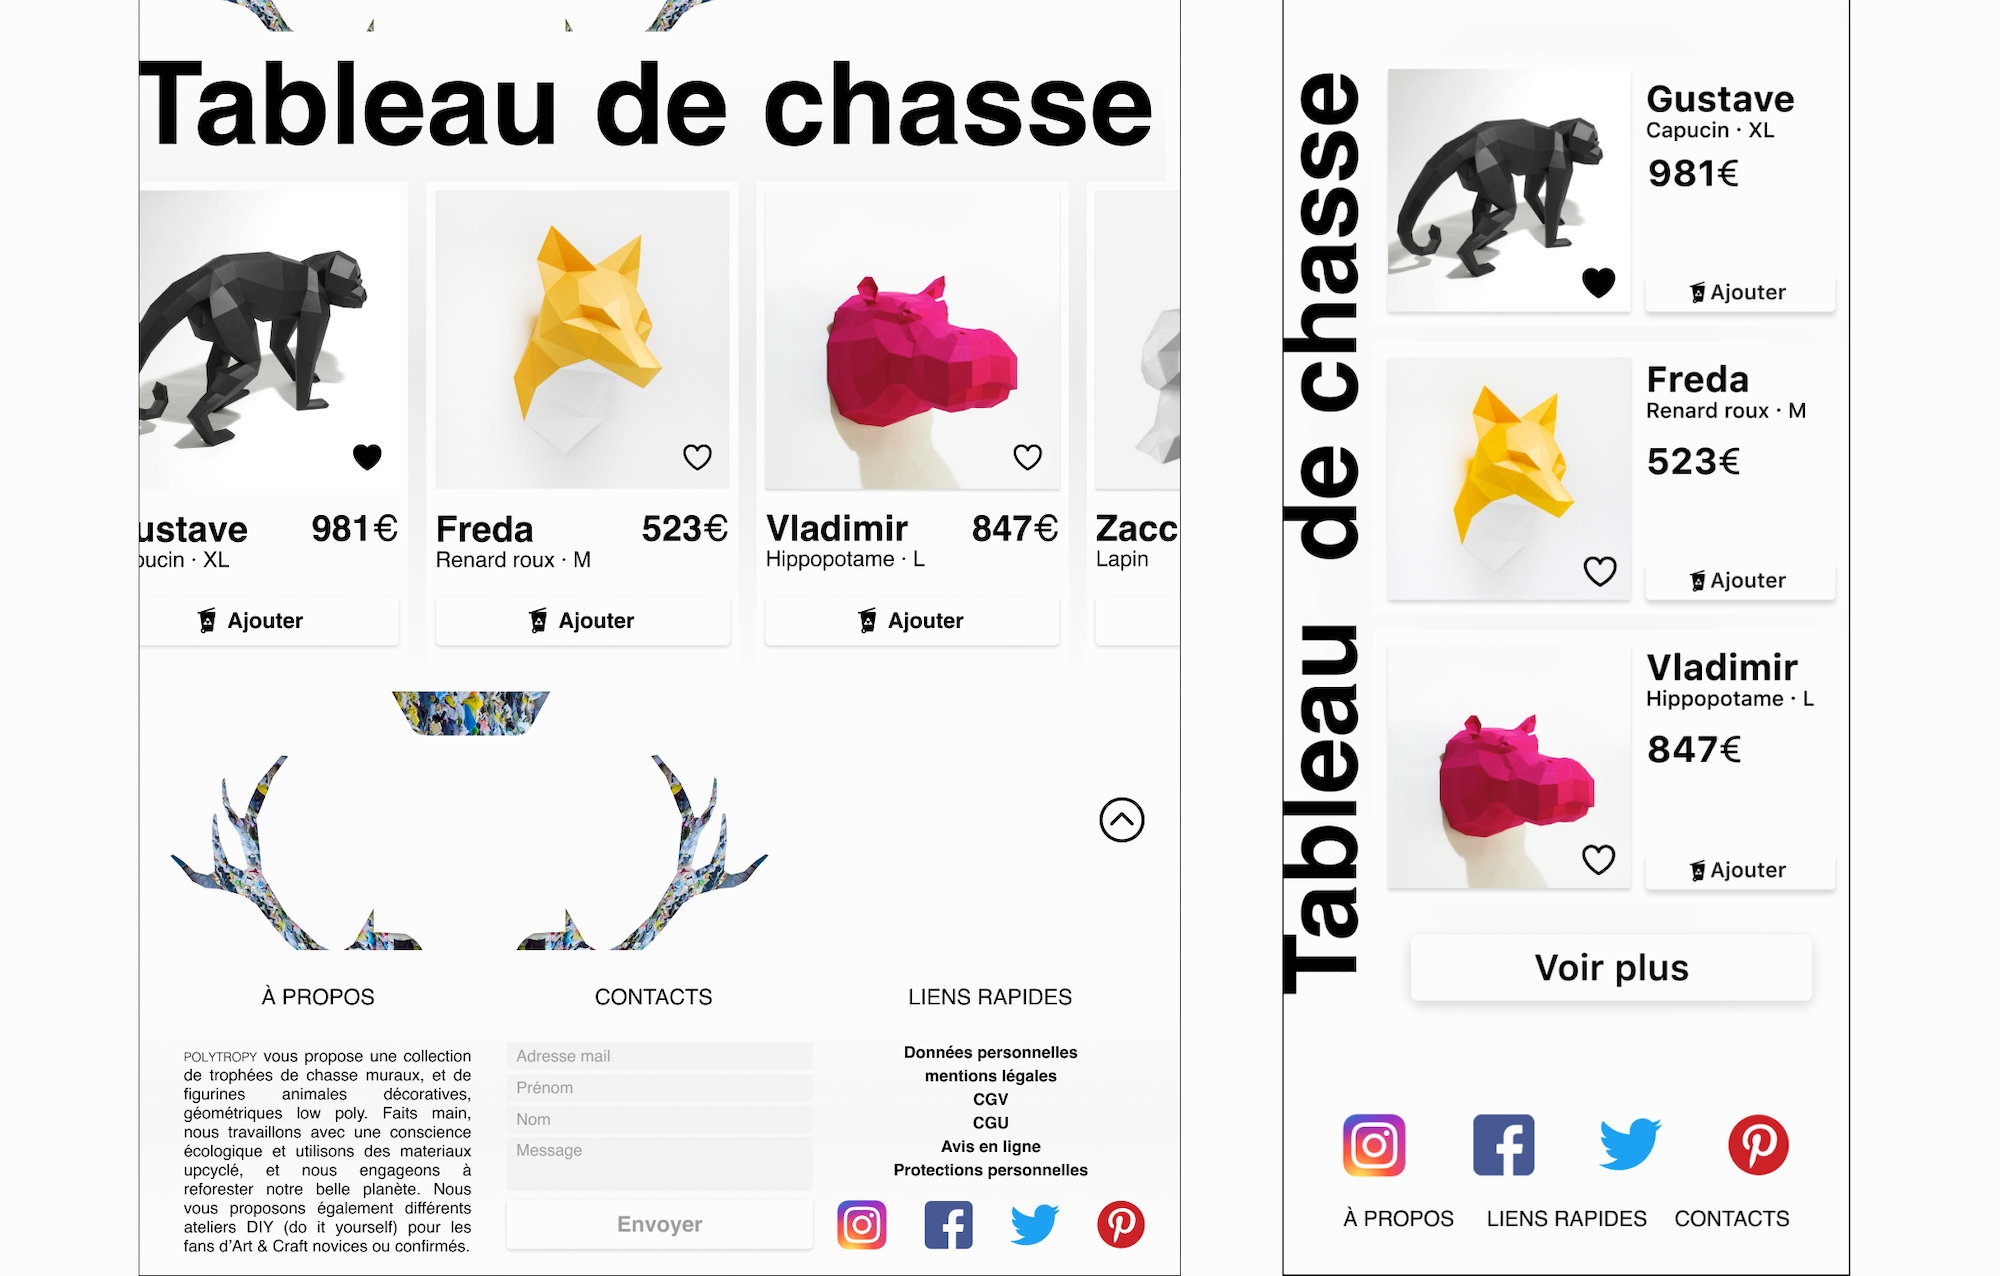 Tableau de chasse
ustave 981€
pucin · XL
Ajouter
Freda 523€
Renard roux · M
Ajouter
Vladimir 847€
Hippopotame · L
Ajouter
Zacc
Lapin
À PROPOS
POLYTROPY vous propose une collection
de trophées de chasse muraux, et de
figurines animales décoratives,
géométriques low poly. Faits main,
nous travaillons avec une conscience
écologique et utilisons des materiaux
upcyclé, et nous engageons à
reforester notre belle planète. Nous
vous proposons également différents
ateliers DIY (do it yourself) pour les
fans d'Art & Craft novices ou confirmés.
CONTACTS
Adresse mail
Prénom
Nom
Message
Envoyer
LIENS RAPIDES
Données personnelles
mentions légales
CGV
CGU
Avis en ligne
Protections personnelles
Tableau de chasse
Gustave
Capucin · XL
981€
Ajouter
Freda
Renard roux · M
523€
Ajouter
Vladimir
Hippopotame · L
847€
Ajouter
Voir plus
À PROPOS LIENS RAPIDES CONTACTS